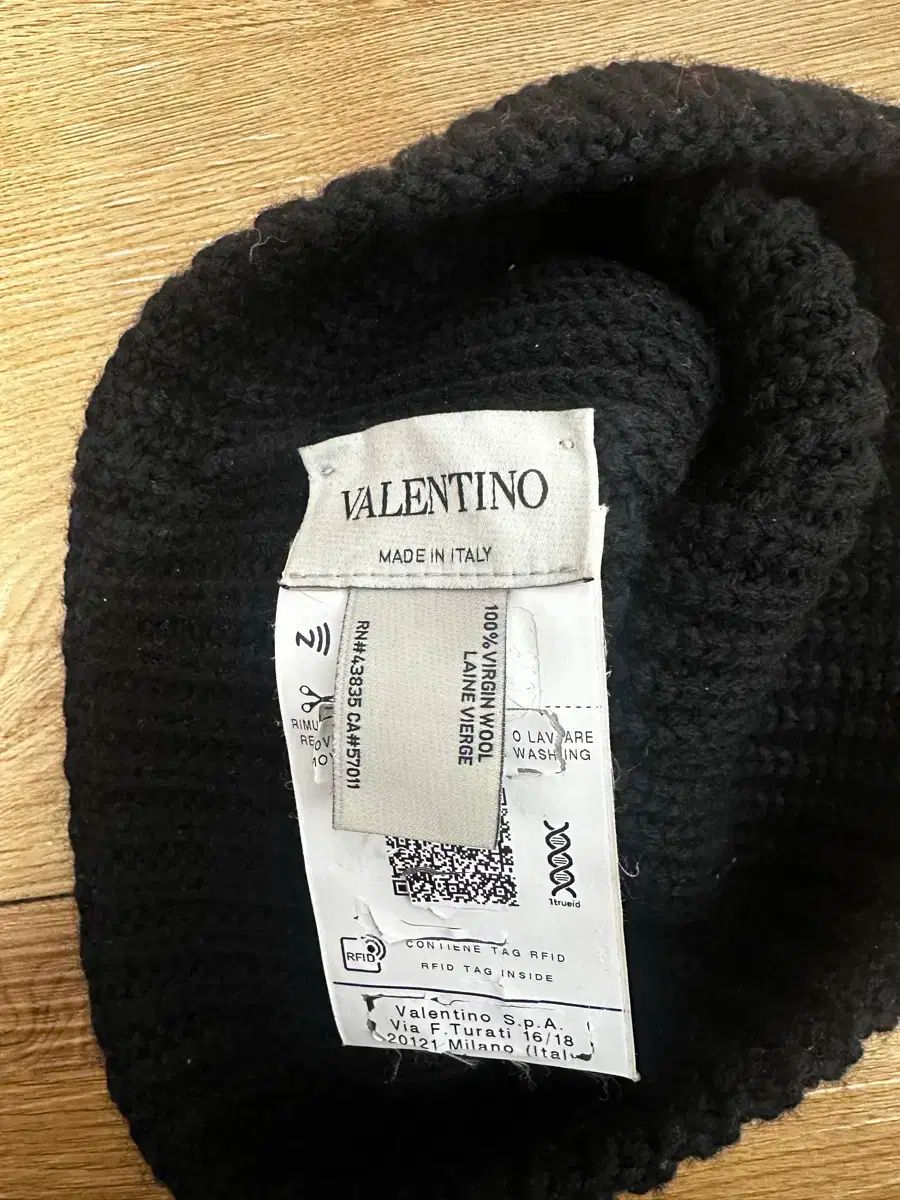 VALENTINO
MADE IN ITALY
100% VIRGIN WOOL
LAINE VIERGE
RN#43835 CA#57011
O LAVARE
WASHING
1trueid
RFID
CONTIENE TAG RFID
RFID TAG INSIDE
Valentino S.p.A.
Via F.Turati 16/18
20121 Milano (Ital